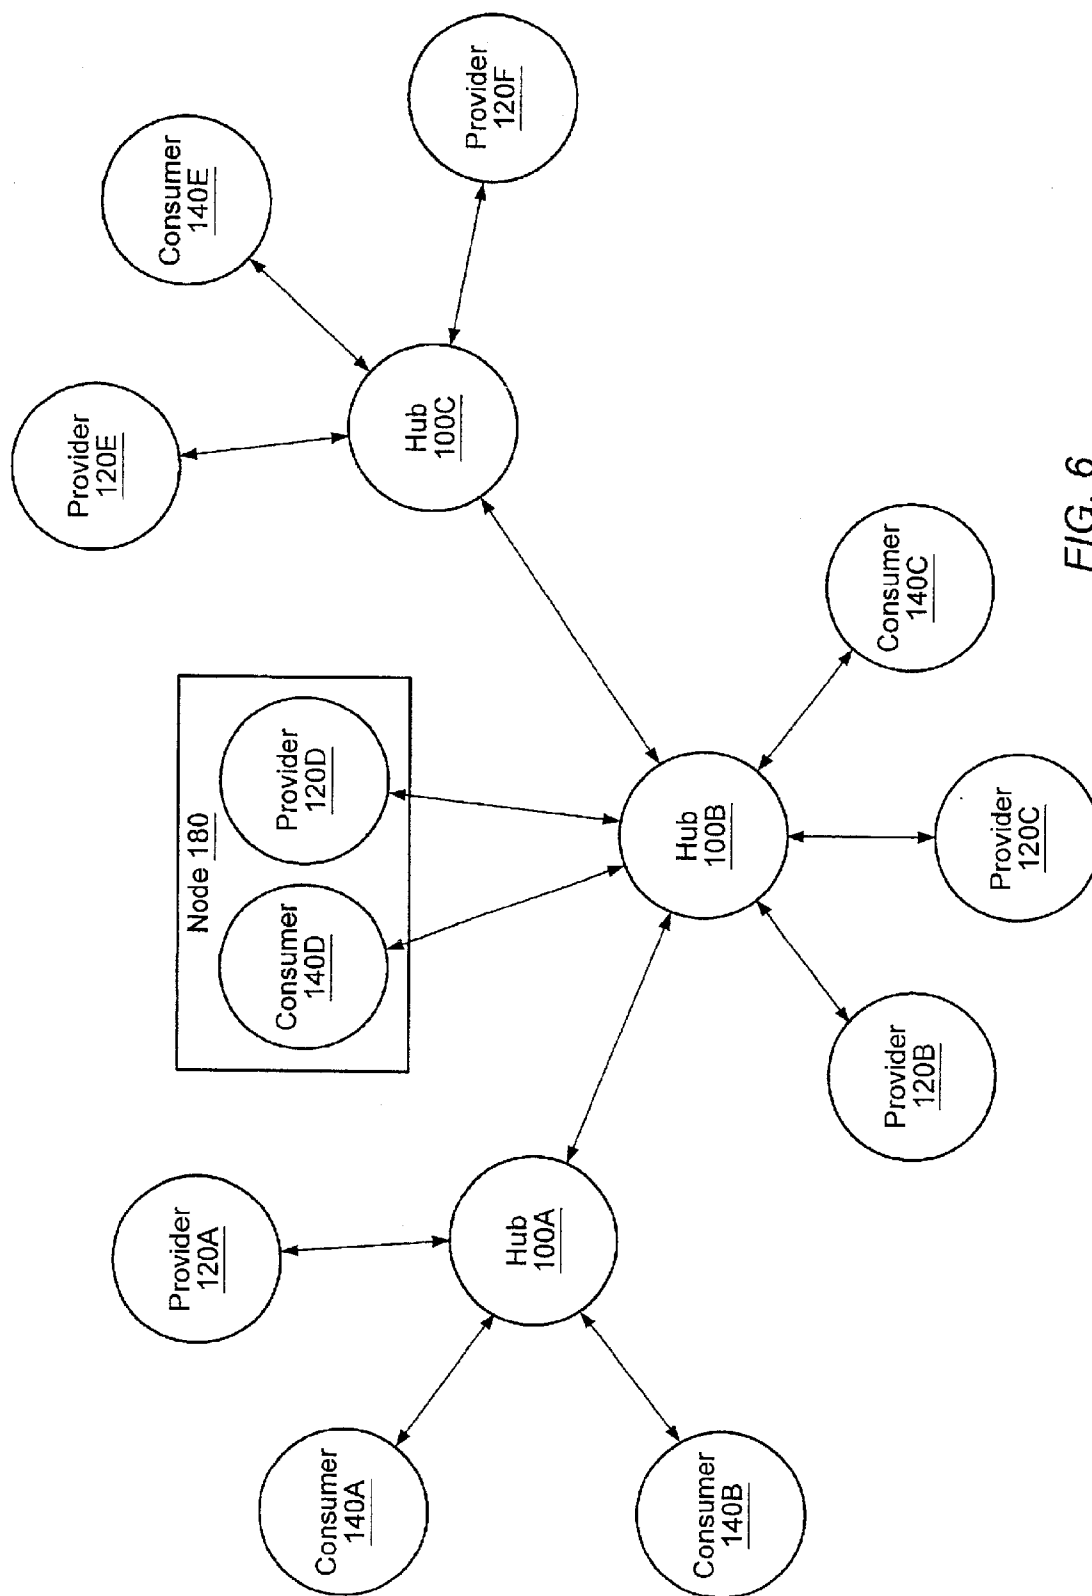 Consumer
140A
Provider
120A
Consumer
140B
Hub
100A
Node 180
Consumer
140D
Provider
120D
Provider
120B
Hub
100B
Provider
120C
Consumer
140C
Provider
120E
Hub
100C
Consumer
140E
Provider
120F
FIG. 6